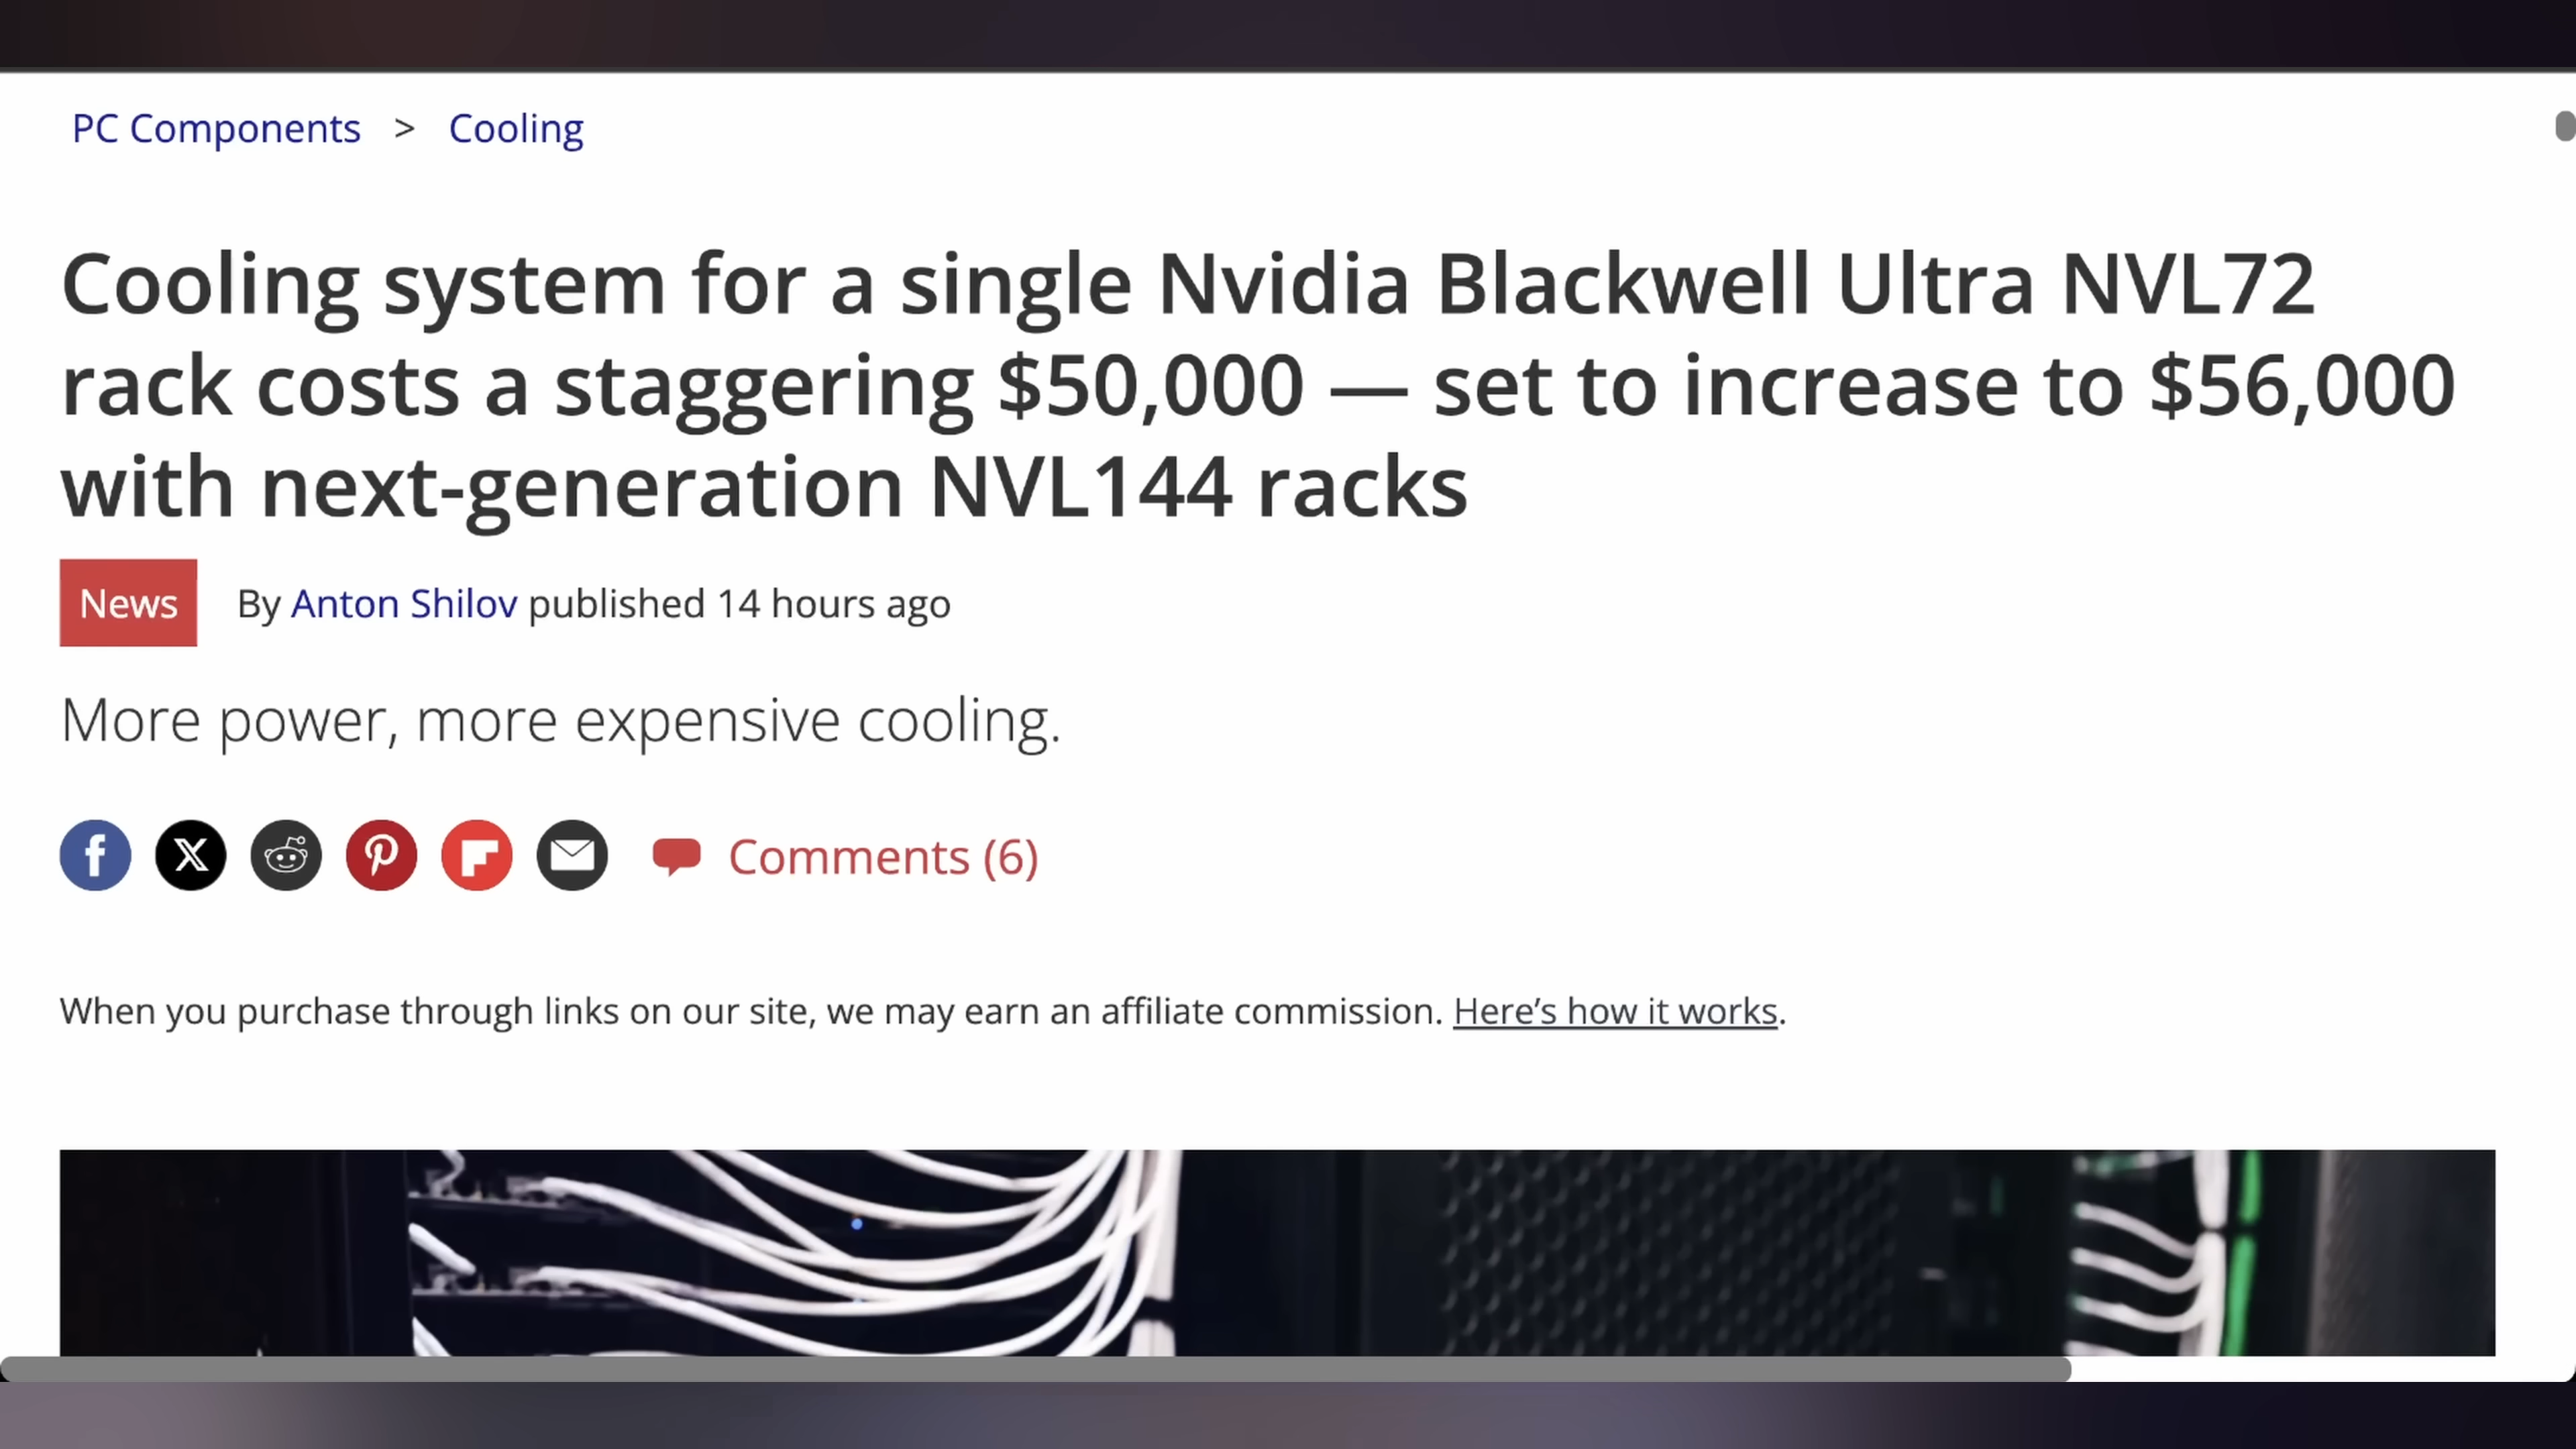 PC Components > Cooling
Cooling system for a single Nvidia Blackwell Ultra NVL72
rack costs a staggering $50,000 — set to increase to $56,000
with next-generation NVL144 racks
News By Anton Shilov published 14 hours ago
More power, more expensive cooling.
Comments (6)
When you purchase through links on our site, we may earn an affiliate commission. Here’s how it works.